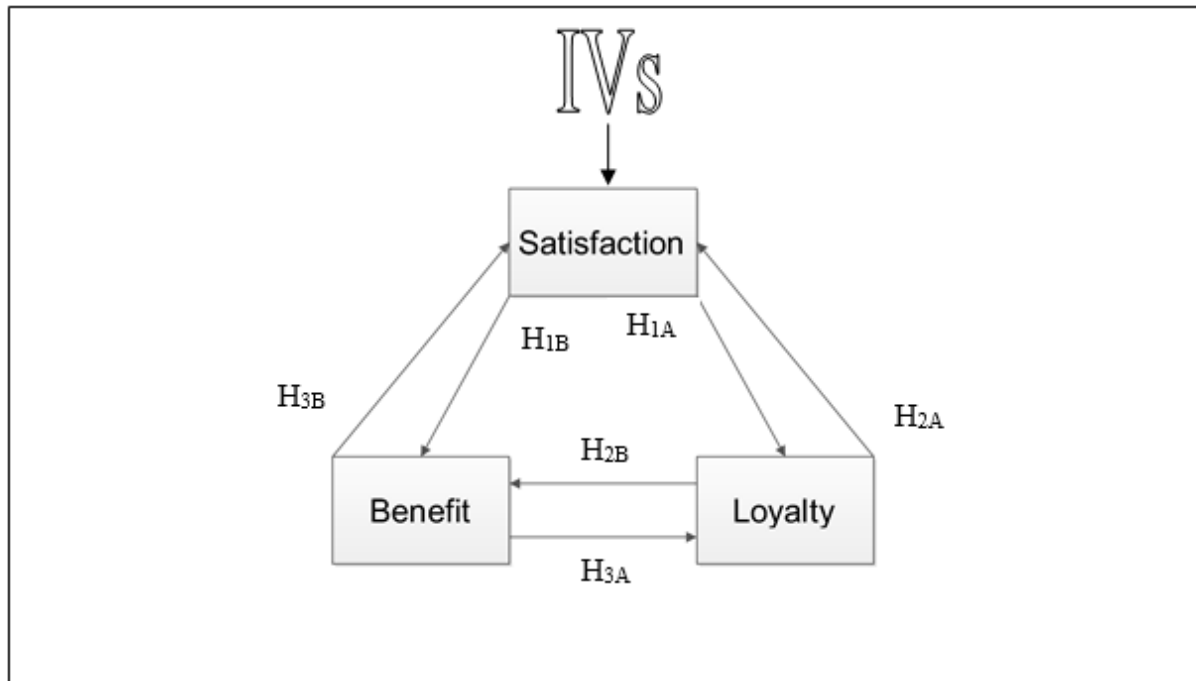 IVs
Satisfaction
H1B
H1A
H3B
H2A
H2B
Benefit
Loyalty
H3A